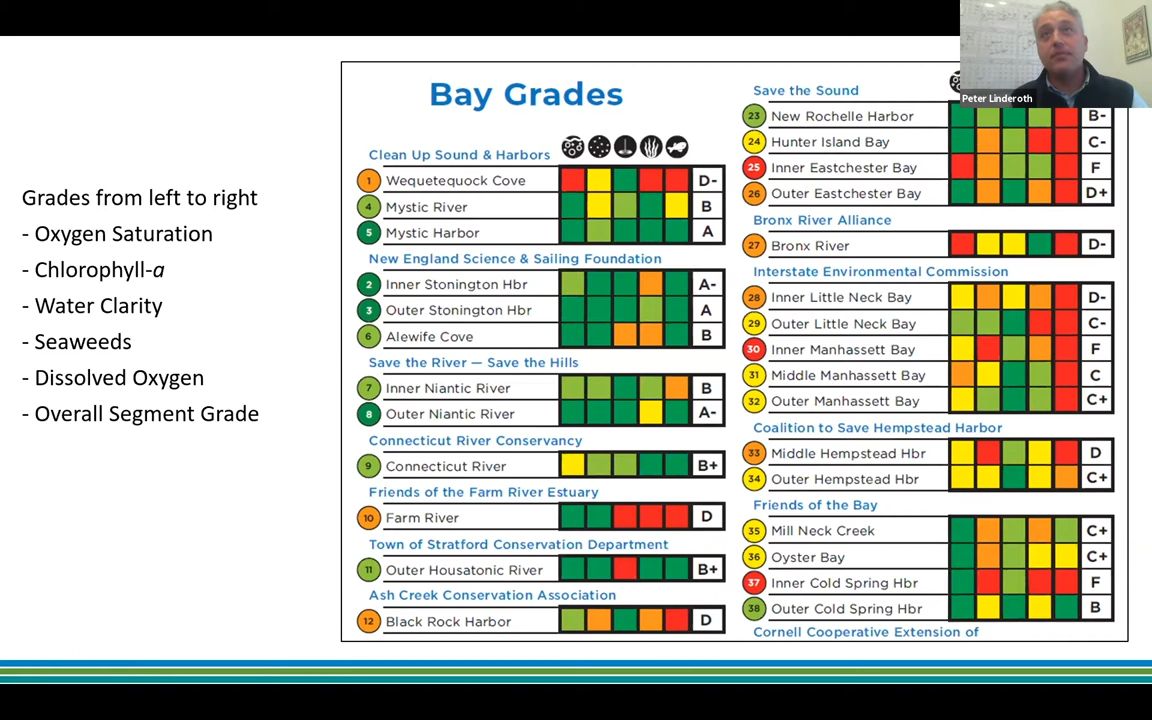 Peter Linderoth
Grades from left to right
- Oxygen Saturation
- Chlorophyll-a
- Water Clarity
- Seaweeds
- Dissolved Oxygen
- Overall Segment Grade
Bay Grades
Clean Up Sound & Harbors
1 Wequetequock Cove D-
4 Mystic River B
5 Mystic Harbor A
New England Science & Sailing Foundation
2 Inner Stonington Hbr A-
3 Outer Stonington Hbr A
6 Alewife Cove B
Save the River — Save the Hills
7 Inner Niantic River B
8 Outer Niantic River A-
Connecticut River Conservancy
9 Connecticut River B+
Friends of the Farm River Estuary
10 Farm River D
Town of Stratford Conservation Department
11 Outer Housatonic River B+
Ash Creek Conservation Association
12 Black Rock Harbor D
Save the Sound
23 New Rochelle Harbor B-
24 Hunter Island Bay C-
25 Inner Eastchester Bay F
26 Outer Eastchester Bay D+
Bronx River Alliance
27 Bronx River D-
Interstate Environmental Commission
28 Inner Little Neck Bay D-
29 Outer Little Neck Bay C-
30 Inner Manhassett Bay F
31 Middle Manhassett Bay C
32 Outer Manhassett Bay C+
Coalition to Save Hempstead Harbor
33 Middle Hempstead Hbr D
34 Outer Hempstead Hbr C+
Friends of the Bay
35 Mill Neck Creek C+
36 Oyster Bay C+
37 Inner Cold Spring Hbr F
38 Outer Cold Spring Hbr B
Cornell Cooperative Extension of